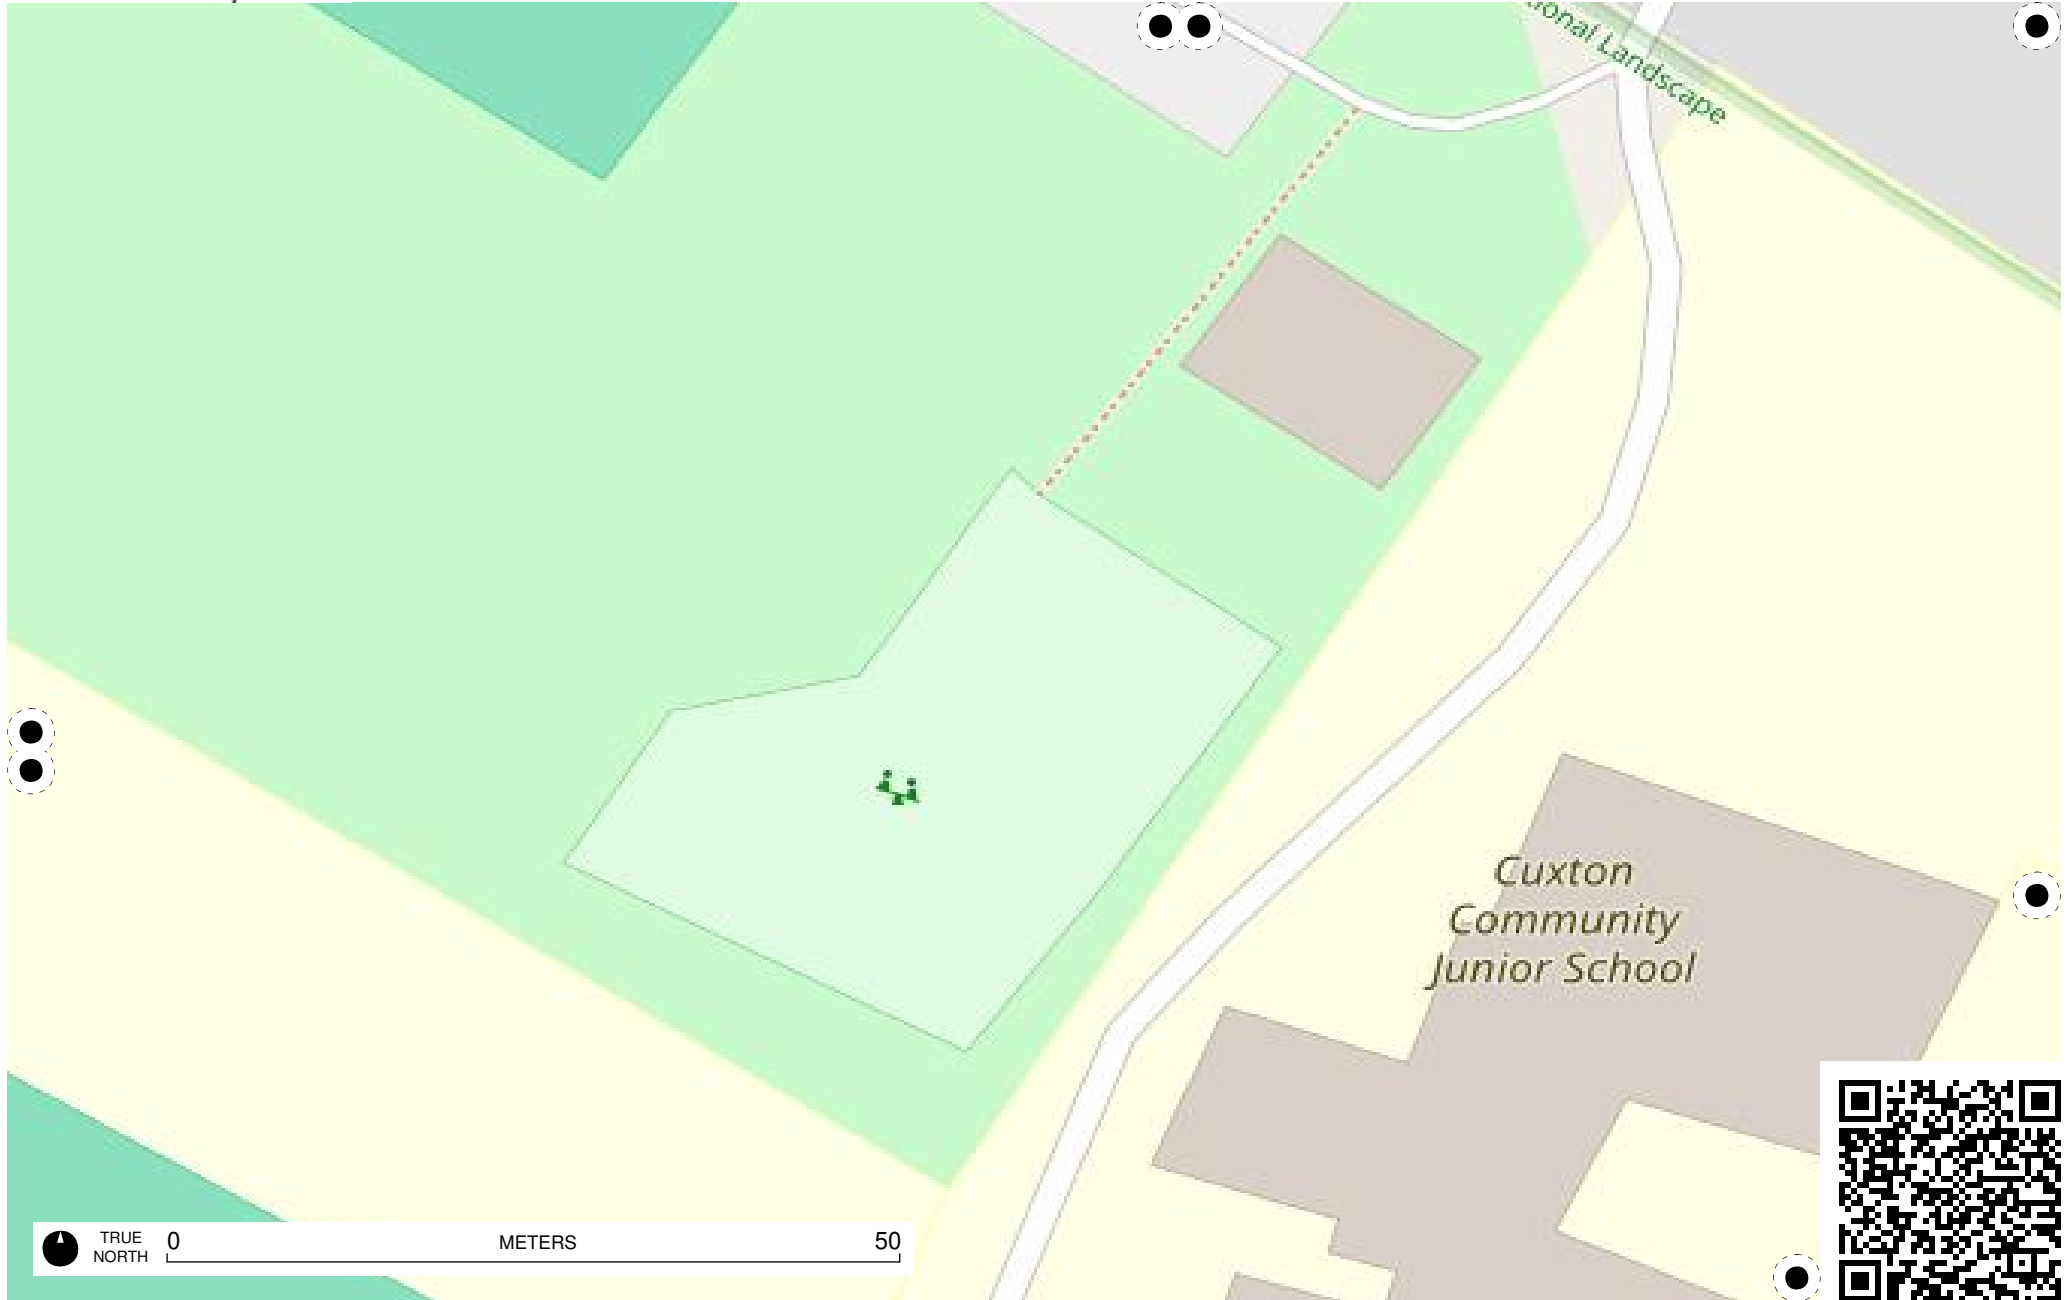 onal Landscape
Cuxton
Community
Junior School
TRUE
NORTH
0 METERS 50